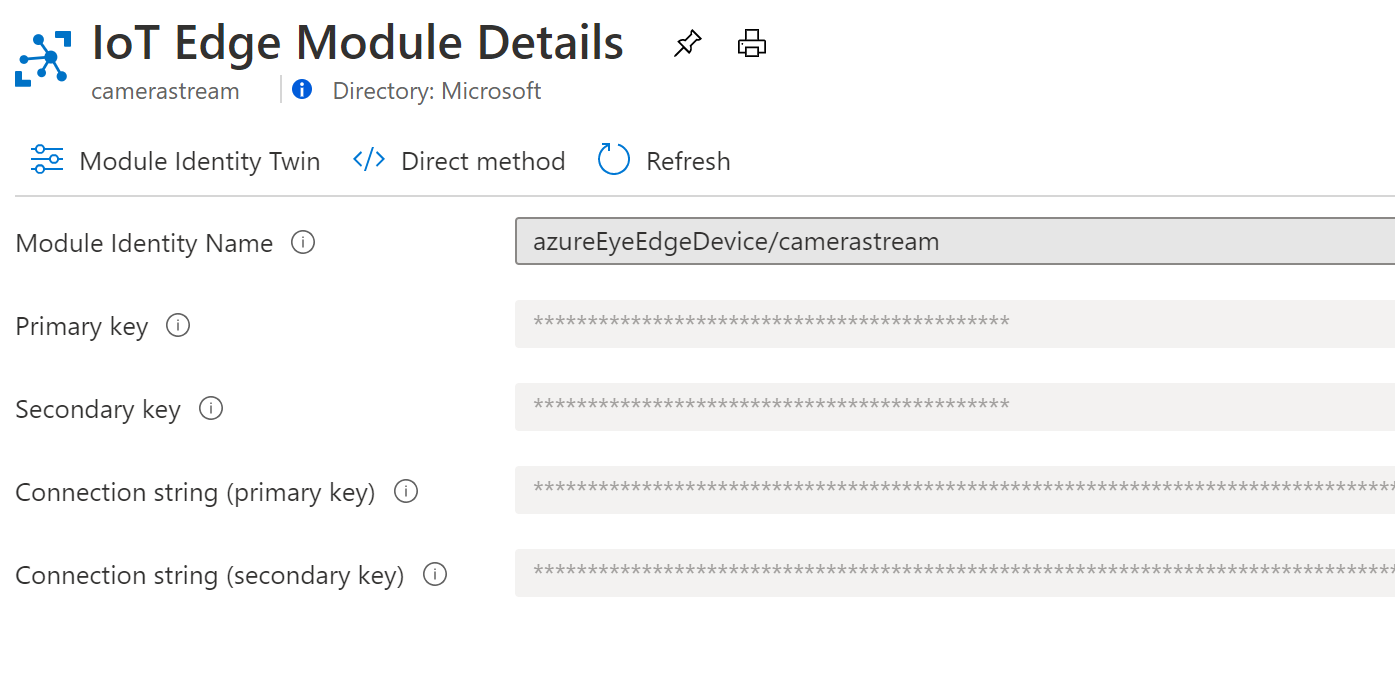 IoT Edge Module Details
camerastream Directory: Microsoft
Module Identity Twin </> Direct method Refresh
Module Identity Name azureEyeEdgeDevice/camerastream
Primary key ********************************************
Secondary key ********************************************
Connection string (primary key) ********************************************************************************
Connection string (secondary key) ********************************************************************************